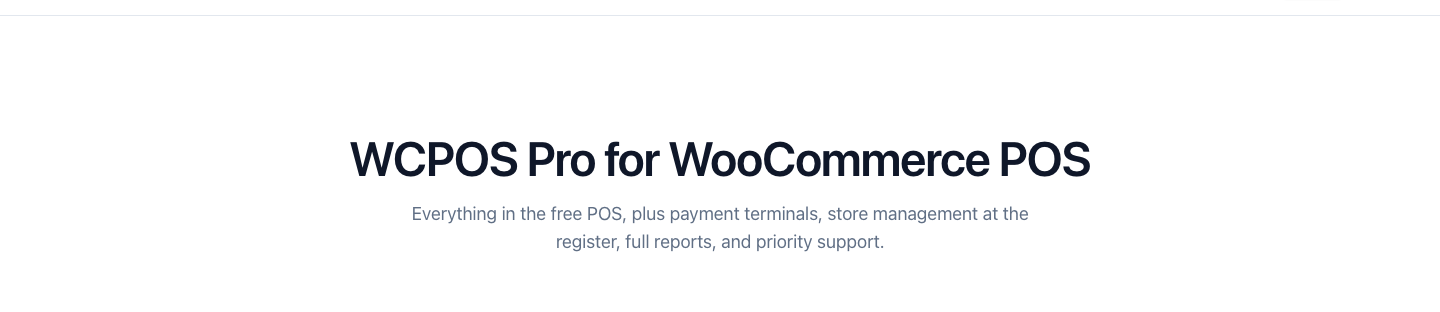 WCPOS Pro for WooCommerce POS
Everything in the free POS, plus payment terminals, store management at the
register, full reports, and priority support.